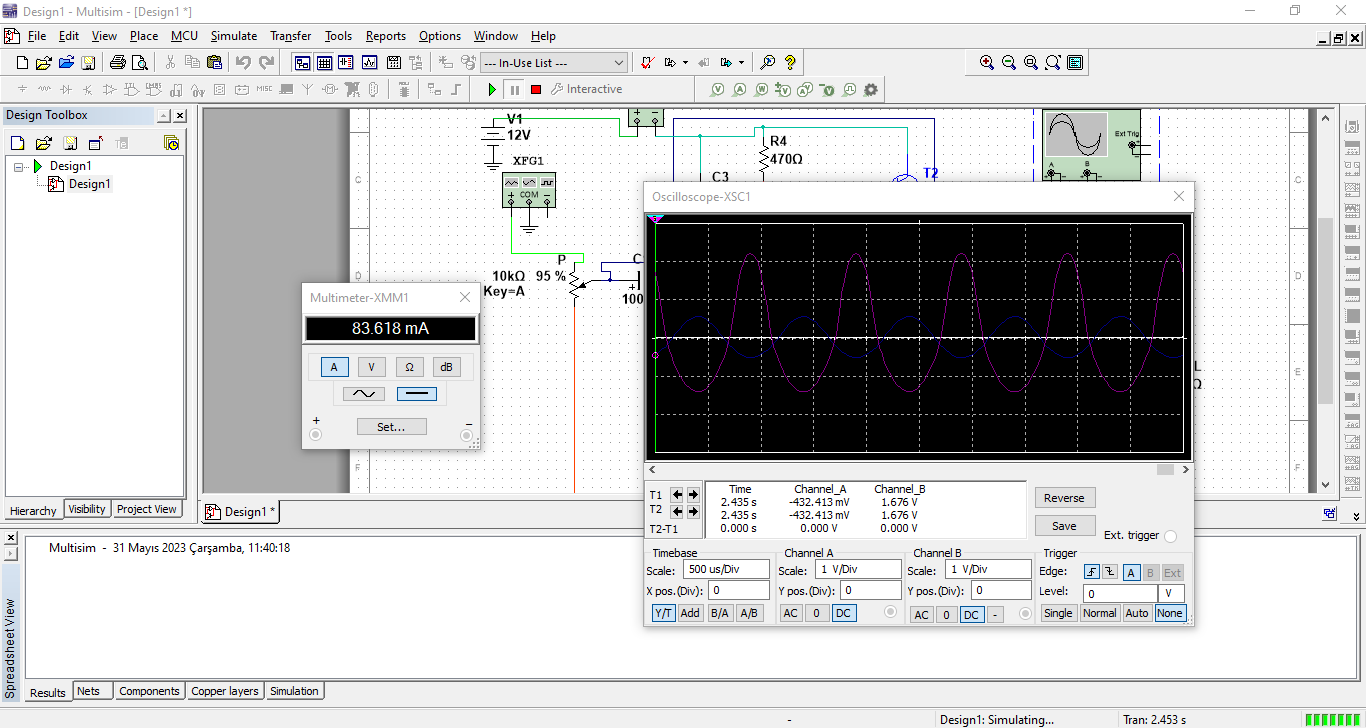 Design1 - Multisim - [Design1 *]
File Edit View Place MCU Simulate Transfer Tools Reports Options Window Help
--- In-Use List ---
MISC
Interactive
V A W V A V
Design Toolbox
Design1
Design1
Hierarchy Visibility Project View
V1
12V
XFG1
COM
R4
470Ω
C3
T2
Ext Trig
A B
P
10kΩ 95 %
Key=A
C
100
C
D
F
C
D
E
F
L
Ω
Multimeter-XMM1
83.618 mA
A V Ω dB
+ -
Set...
Oscilloscope-XSC1
T1
T2
T2-T1
Time Channel_A Channel_B
2.435 s -432.413 mV 1.676 V
2.435 s -432.413 mV 1.676 V
0.000 s 0.000 V 0.000 V
Reverse
Save
Ext. trigger
Timebase
Scale: 500 us/Div
X pos.(Div): 0
Y/T Add B/A A/B
Channel A
Scale: 1 V/Div
Y pos.(Div): 0
AC 0 DC
Channel B
Scale: 1 V/Div
Y pos.(Div): 0
AC 0 DC -
Trigger
Edge: A B Ext
Level: 0 V
Single Normal Auto None
Design1 *
Multisim - 31 Mayıs 2023 Çarşamba, 11:40:18
Spreadsheet View
Results Nets Components Copper layers Simulation
- Design1: Simulating... Tran: 2.453 s